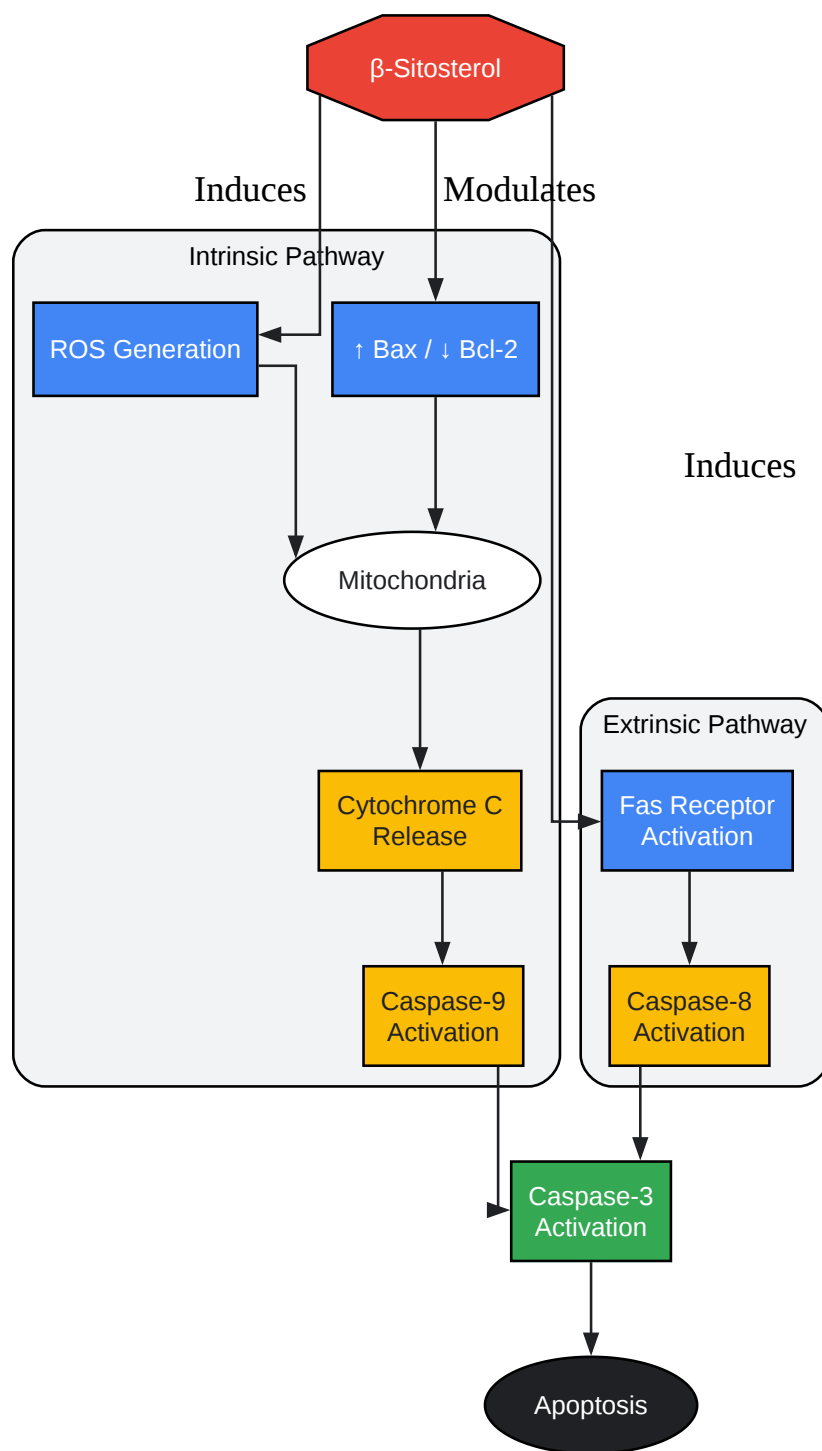 β-Sitosterol
Induces
Modulates
Intrinsic Pathway
ROS Generation
↑ Bax / ↓ Bcl-2
Induces
Mitochondria
Extrinsic Pathway
Cytochrome C
Release
Fas Receptor
Activation
Caspase-9
Activation
Caspase-8
Activation
Caspase-3
Activation
Apoptosis